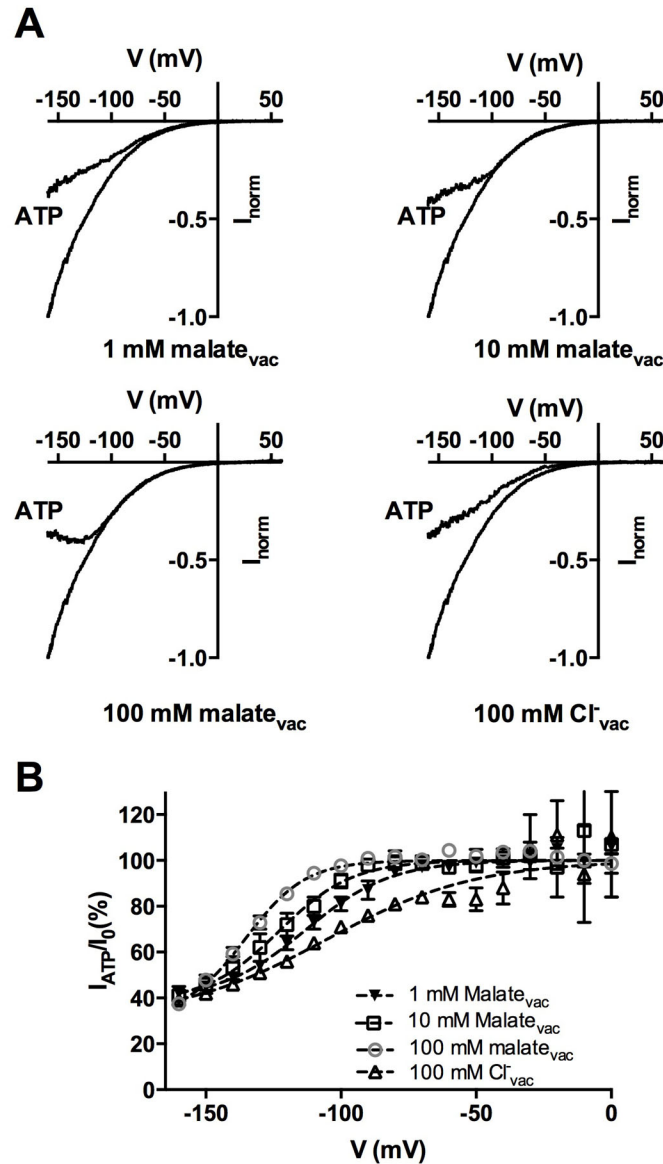 A
V (mV)
-150 -100 -50 50
ATP
-0.5
-1.0
I_norm
1 mM malate_vac
V (mV)
-150 -100 -50 50
ATP
-0.5
-1.0
I_norm
10 mM malate_vac
V (mV)
-150 -100 -50 50
ATP
-0.5
-1.0
I_norm
100 mM malate_vac
V (mV)
-150 -100 -50 50
ATP
-0.5
-1.0
I_norm
100 mM Cl⁻_vac
B
I_ATP/I_0(%)
120
100
80
60
40
20
0
1 mM Malate_vac
10 mM Malate_vac
100 mM malate_vac
100 mM Cl⁻_vac
-150 -100 -50 0
V (mV)